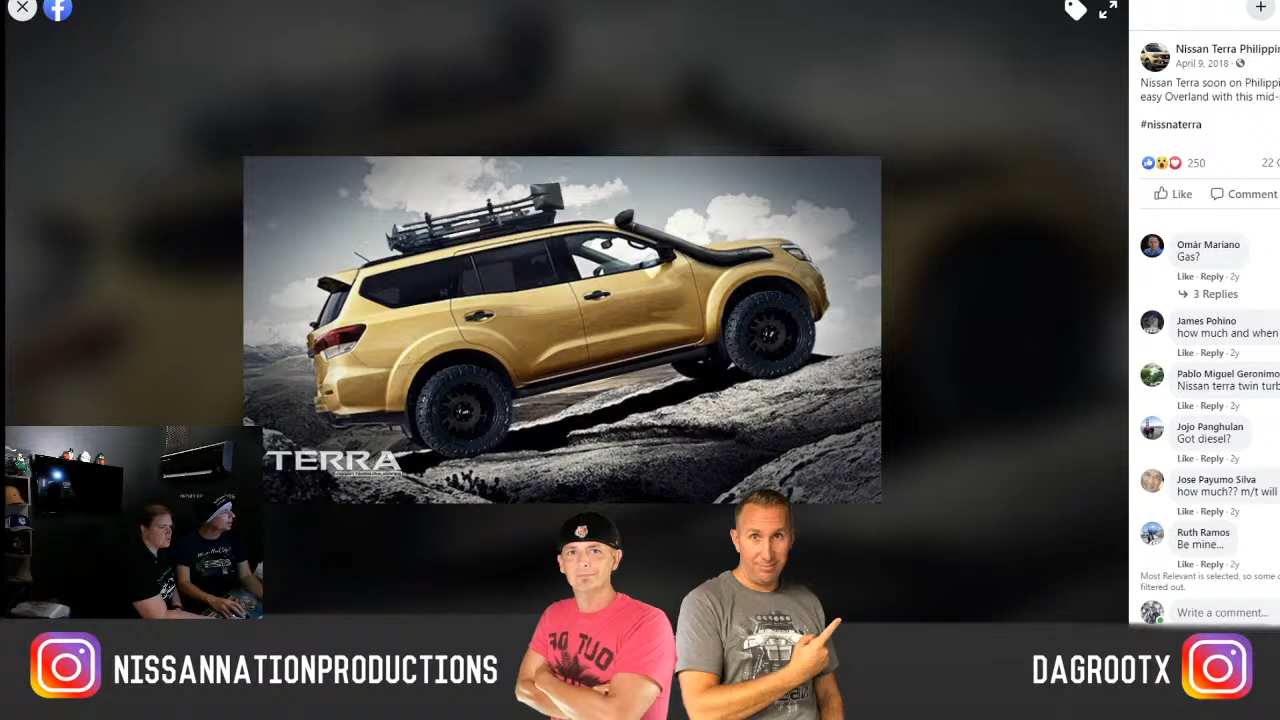 Nissan Terra Philippin
April 9, 2018
Nissan Terra soon on Philippi
easy Overland with this mid-s
#nissnaterra
250
22 C
Like Comment
Omár Mariano
Gas?
Like · Reply · 2y
3 Replies
James Pohino
how much and when
Like · Reply · 2y
Pablo Miguel Geronimo
Nissan terra twin turb
Like · Reply · 2y
Jojo Panghulan
Got diesel?
Like · Reply · 2y
Jose Payumo Silva
how much?? m/t will
Like · Reply · 2y
Ruth Ramos
Be mine...
Like · Reply · 2y
Most Relevant is selected, so some c
filtered out.
Write a comment...
TERRA
NISSANNATIONPRODUCTIONS
DAGROOTX